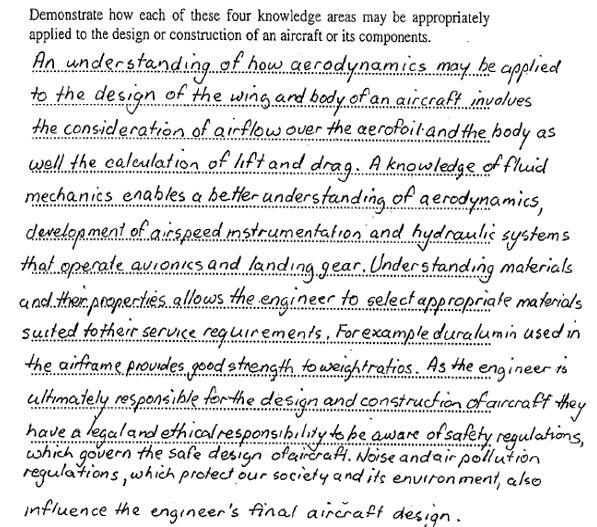 Demonstrate how each of these four knowledge areas may be appropriately
applied to the design or construction of an aircraft or its components.
An understanding of how aerodynamics may be applied
to the design of the wing and body of an aircraft involves
the consideration of airflow over the aerofoil and the body as
well the calculation of lift and drag. A knowledge of fluid
mechanics enables a better understanding of aerodynamics,
development of airspeed instrumentation and hydraulic systems
that operate avionics and landing gear. Understanding materials
and their properties allows the engineer to select appropriate materials
suited to their service requirements. For example duralumin used in
the airframe provides good strength to weight ratios. As the engineer is
ultimately responsible for the design and construction of aircraft they
have a legal and ethical responsibility to be aware of safety regulations,
which govern the safe design of aircraft. Noise and air pollution
regulations, which protect our society and its environment, also
influence the engineer's final aircraft design.